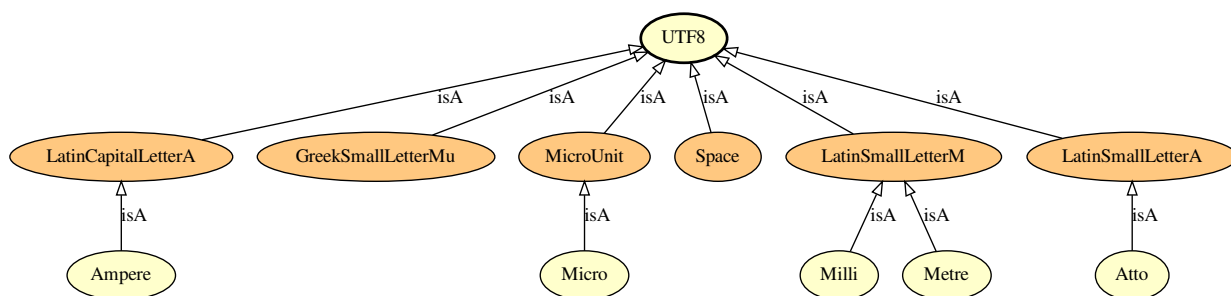 UTF8
isA isA isA isA isA isA
LatinCapitalLetterA GreekSmallLetterMu MicroUnit Space LatinSmallLetterM LatinSmallLetterA
isA isA isA isA isA
Ampere Micro Milli Metre Atto